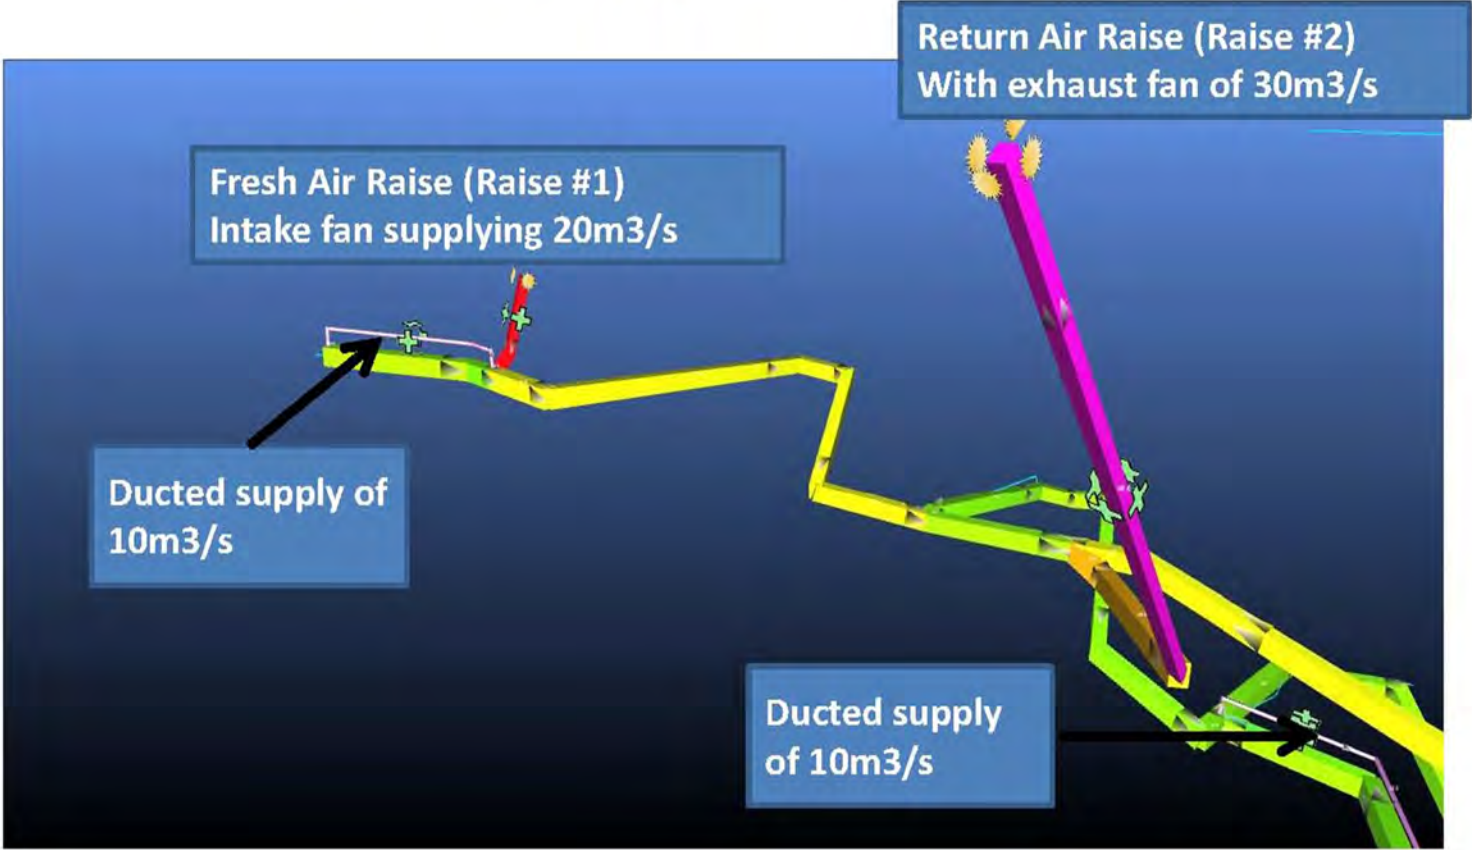 Return Air Raise (Raise #2)
With exhaust fan of 30m3/s
Fresh Air Raise (Raise #1)
Intake fan supplying 20m3/s
Ducted supply of
10m3/s
Ducted supply
of 10m3/s